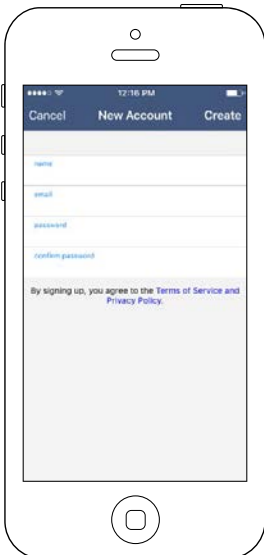 12:16 PM
Cancel New Account Create
name
email
password
confirm password
By signing up, you agree to the Terms of Service and
Privacy Policy.